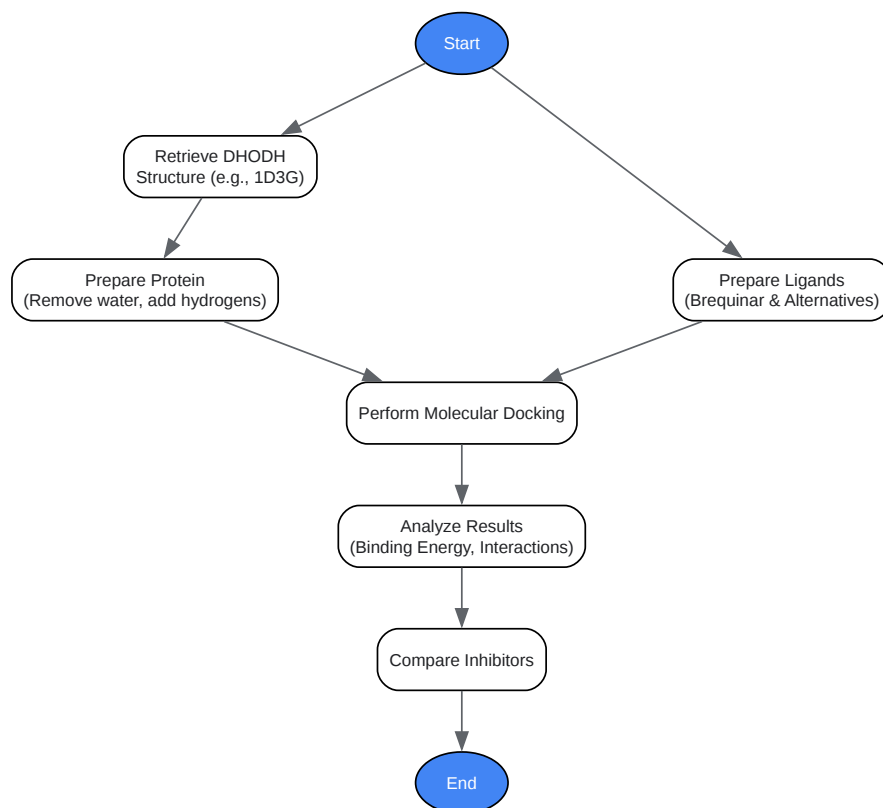 Start
Retrieve DHODH
Structure (e.g., 1D3G)
Prepare Protein
(Remove water, add hydrogens)
Prepare Ligands
(Brequinar & Alternatives)
Perform Molecular Docking
Analyze Results
(Binding Energy, Interactions)
Compare Inhibitors
End